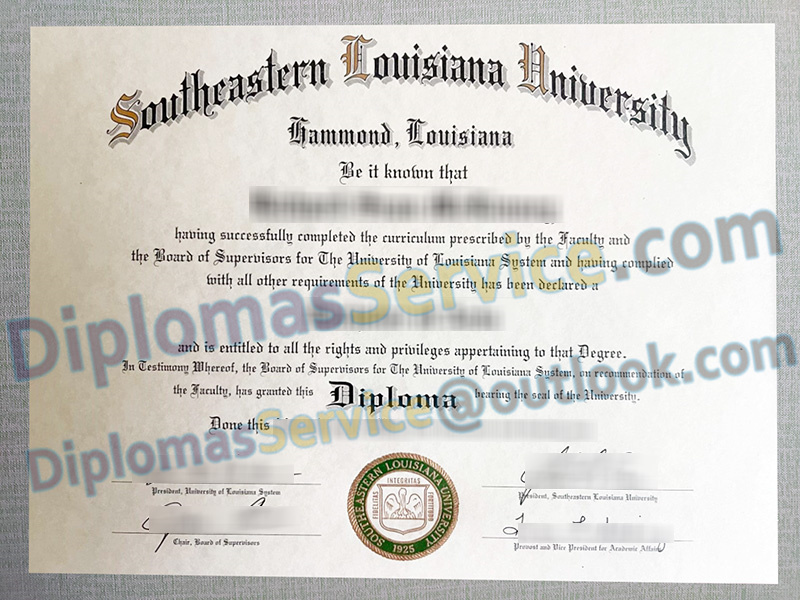 Southeastern Louisiana University
Hammond, Louisiana
Be it known that
having successfully completed the curriculum prescribed by the Faculty and
the Board of Supervisors for The University of Louisiana System and having complied
with all other requirements of the University has been declared a
and is entitled to all the rights and privileges appertaining to that Degree.
In Testimony Whereof, the Board of Supervisors for The University of Louisiana System, on recommendation of
the Faculty, has granted this Diploma bearing the seal of the University.
Done this
President, University of Louisiana System
President, Southeastern Louisiana University
Chair, Board of Supervisors
Provost and Vice President for Academic Affairs
SOUTHEASTERN LOUISIANA UNIVERSITY
INTEGRITAS
FIDELITAS
FORTITUDO
1925
DiplomasService.com
DiplomasService@outlook.com